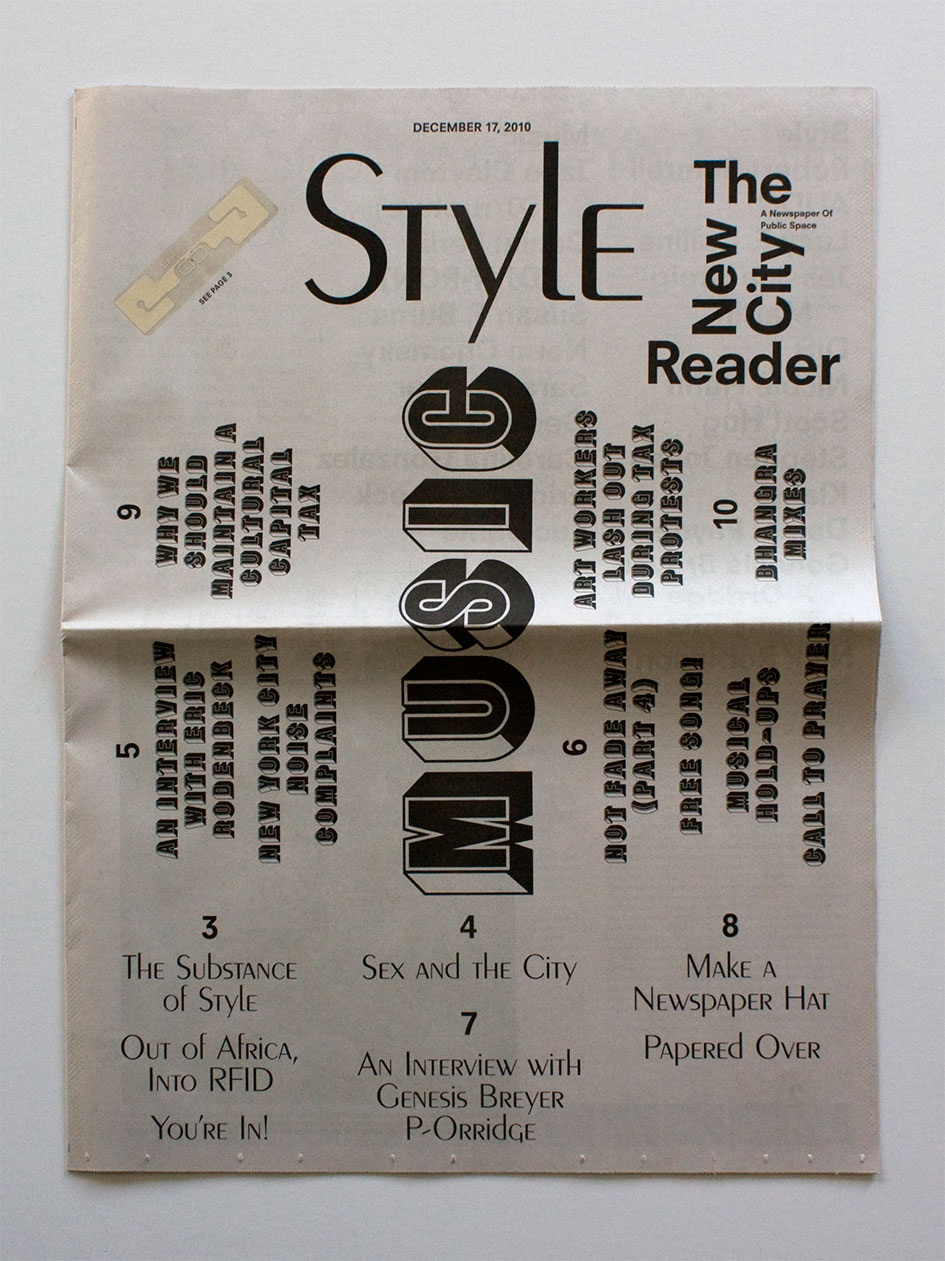 DECEMBER 17, 2010
Style
The
New
City
Reader
A Newspaper Of
Public Space
SEE PAGE 3
MUSIC
9
WHY WE
SHOULD
MAINTAIN A
CULTURAL
CAPITAL
TAX
ART WORKERS
LASH OUT
DURING TAX
PROTESTS
10
BHANGRA
MIXES
5
AN INTERVIEW
WITH ERIC
RODENBECK
NEW YORK CITY
NOISE
COMPLAINTS
6
NOT FADE AWAY
(PART 4)
FREE SONG!
MUSICAL
HOLD-UPS
CALL TO PRAYER
3
The Substance
of Style
Out of Africa,
Into RFID
You're In!
4
Sex and the City
7
An Interview with
Genesis Breyer
P-Orridge
8
Make a
Newspaper Hat
Papered Over